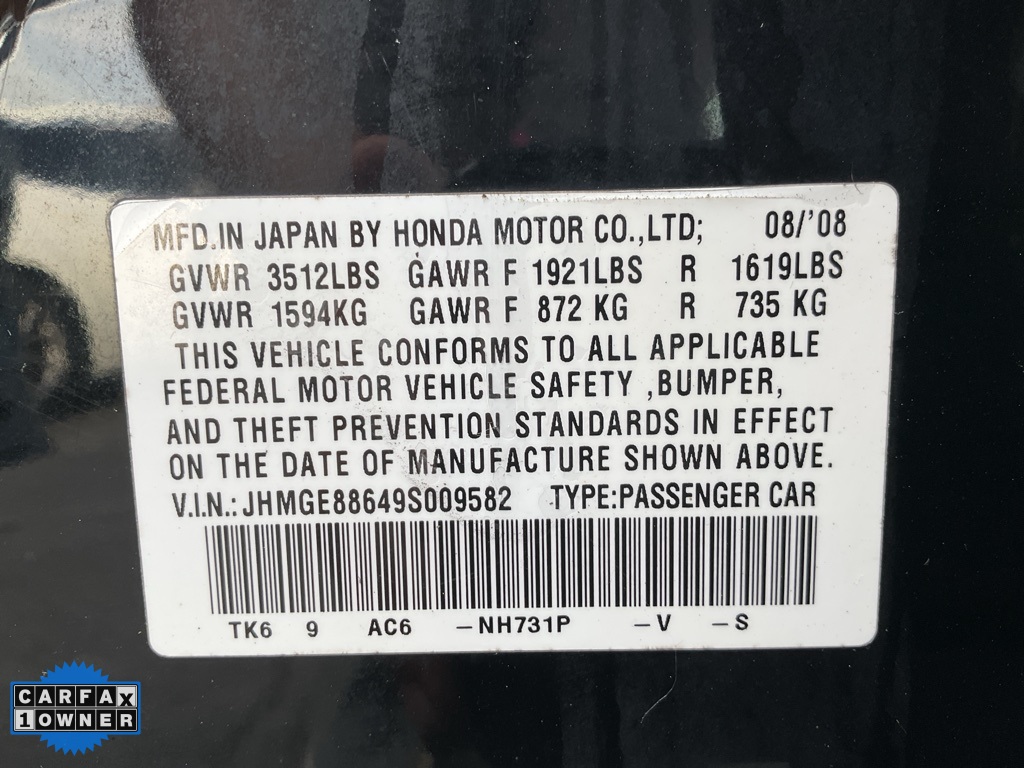 MFD.IN JAPAN BY HONDA MOTOR CO.,LTD; 08/'08
GVWR 3512LBS GAWR F 1921LBS R 1619LBS
GVWR 1594KG GAWR F 872 KG R 735 KG
THIS VEHICLE CONFORMS TO ALL APPLICABLE
FEDERAL MOTOR VEHICLE SAFETY ,BUMPER,
AND THEFT PREVENTION STANDARDS IN EFFECT
ON THE DATE OF MANUFACTURE SHOWN ABOVE.
V.I.N.: JHMGE88649S009582 TYPE:PASSENGER CAR
TK6 9 AC6 -NH731P -V -S
CARFAX
1 OWNER